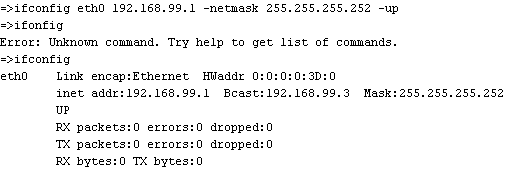 =>ifconfig eth0 192.168.99.1 -netmask 255.255.255.252 -up
=>ifonfig
Error: Unknown command. Try help to get list of commands.
=>ifconfig
eth0    Link encap:Ethernet  HWaddr 0:0:0:0:3D:0
        inet addr:192.168.99.1  Bcast:192.168.99.3  Mask:255.255.255.252
        UP
        RX packets:0 errors:0 dropped:0
        TX packets:0 errors:0 dropped:0
        RX bytes:0 TX bytes:0